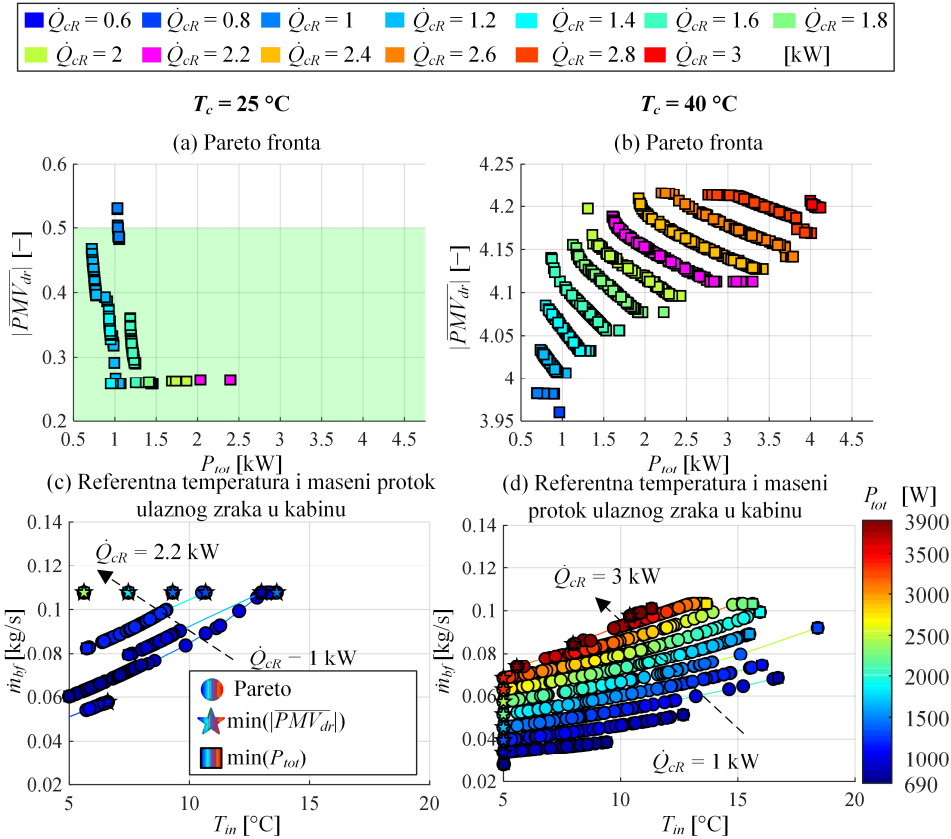 Q̇cR = 0.6 Q̇cR = 0.8 Q̇cR = 1 Q̇cR = 1.2 Q̇cR = 1.4 Q̇cR = 1.6 Q̇cR = 1.8
Q̇cR = 2 Q̇cR = 2.2 Q̇cR = 2.4 Q̇cR = 2.6 Q̇cR = 2.8 Q̇cR = 3 [kW]
Tc = 25 °C
(a) Pareto fronta
0.6
0.5
0.4
0.3
0.2
|PMVdr| [−]
0.5 1 1.5 2 2.5 3 3.5 4 4.5
Ptot [kW]
Tc = 40 °C
(b) Pareto fronta
4.25
4.2
4.15
4.1
4.05
4
3.95
|PMVdr| [−]
0.5 1 1.5 2 2.5 3 3.5 4 4.5
Ptot [kW]
(c) Referentna temperatura i maseni protok
ulaznog zraka u kabinu
0.14
0.12
0.1
0.08
0.06
0.04
0.02
ṁbf [kg/s]
Q̇cR = 2.2 kW
Q̇cR − 1 kW
Pareto
min(|PMVdr|)
min(Ptot)
5 10 15 20
Tin [°C]
(d) Referentna temperatura i maseni
protok ulaznog zraka u kabinu
0.14
0.12
0.1
0.08
0.06
0.04
0.02
ṁbf [kg/s]
Q̇cR = 3 kW
Q̇cR = 1 kW
5 10 15 20
Tin [°C]
Ptot [W]
3900
3400
2900
2400
1900
1400
900
690